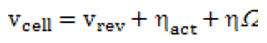 v_cell = v_rev + η_act + ηΩ